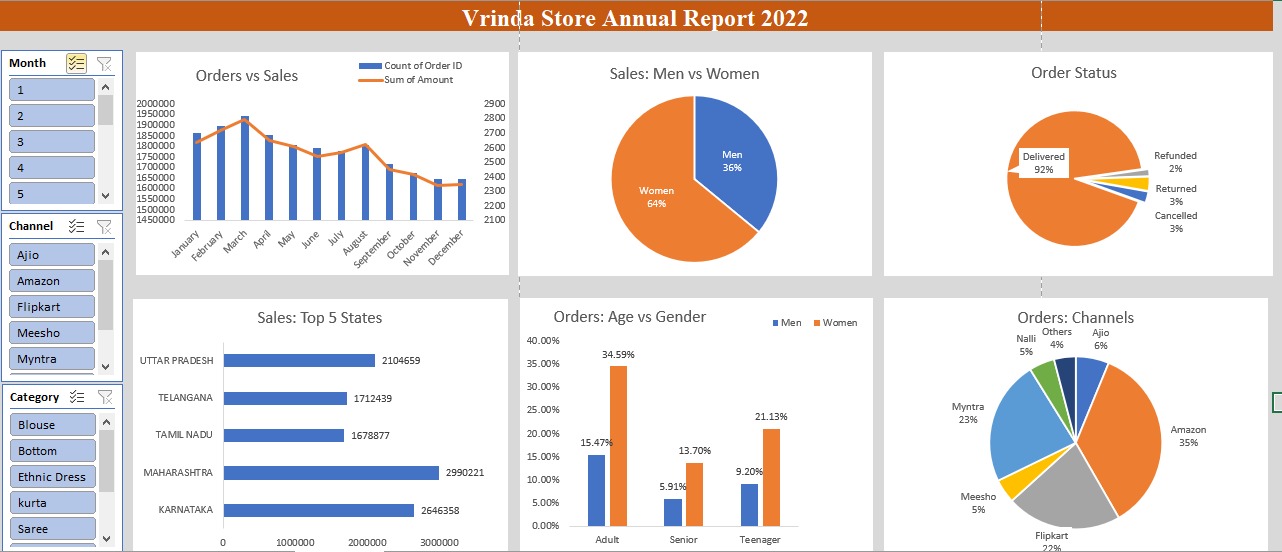 Vrinda Store Annual Report 2022
Month
1
2
3
4
5
Channel
Ajio
Amazon
Flipkart
Meesho
Myntra
Category
Blouse
Bottom
Ethnic Dress
kurta
Saree
Orders vs Sales
Count of Order ID
Sum of Amount
2000000
1950000
1900000
1850000
1800000
1750000
1700000
1650000
1600000
1550000
1500000
1450000
2900
2800
2700
2600
2500
2400
2300
2200
2100
January
February
March
April
May
June
July
August
September
October
November
December
Sales: Men vs Women
Men
36%
Women
64%
Order Status
Delivered
92%
Refunded
2%
Returned
3%
Cancelled
3%
Sales: Top 5 States
UTTAR PRADESH
2104659
TELANGANA
1712439
TAMIL NADU
1678877
MAHARASHTRA
2990221
KARNATAKA
2646358
0
1000000
2000000
3000000
Orders: Age vs Gender
Men
Women
40.00%
35.00%
30.00%
25.00%
20.00%
15.00%
10.00%
5.00%
0.00%
15.47%
34.59%
5.91%
13.70%
9.20%
21.13%
Adult
Senior
Teenager
Orders: Channels
Others
4%
Ajio
6%
Nalli
5%
Myntra
23%
Amazon
35%
Meesho
5%
Flipkart
22%